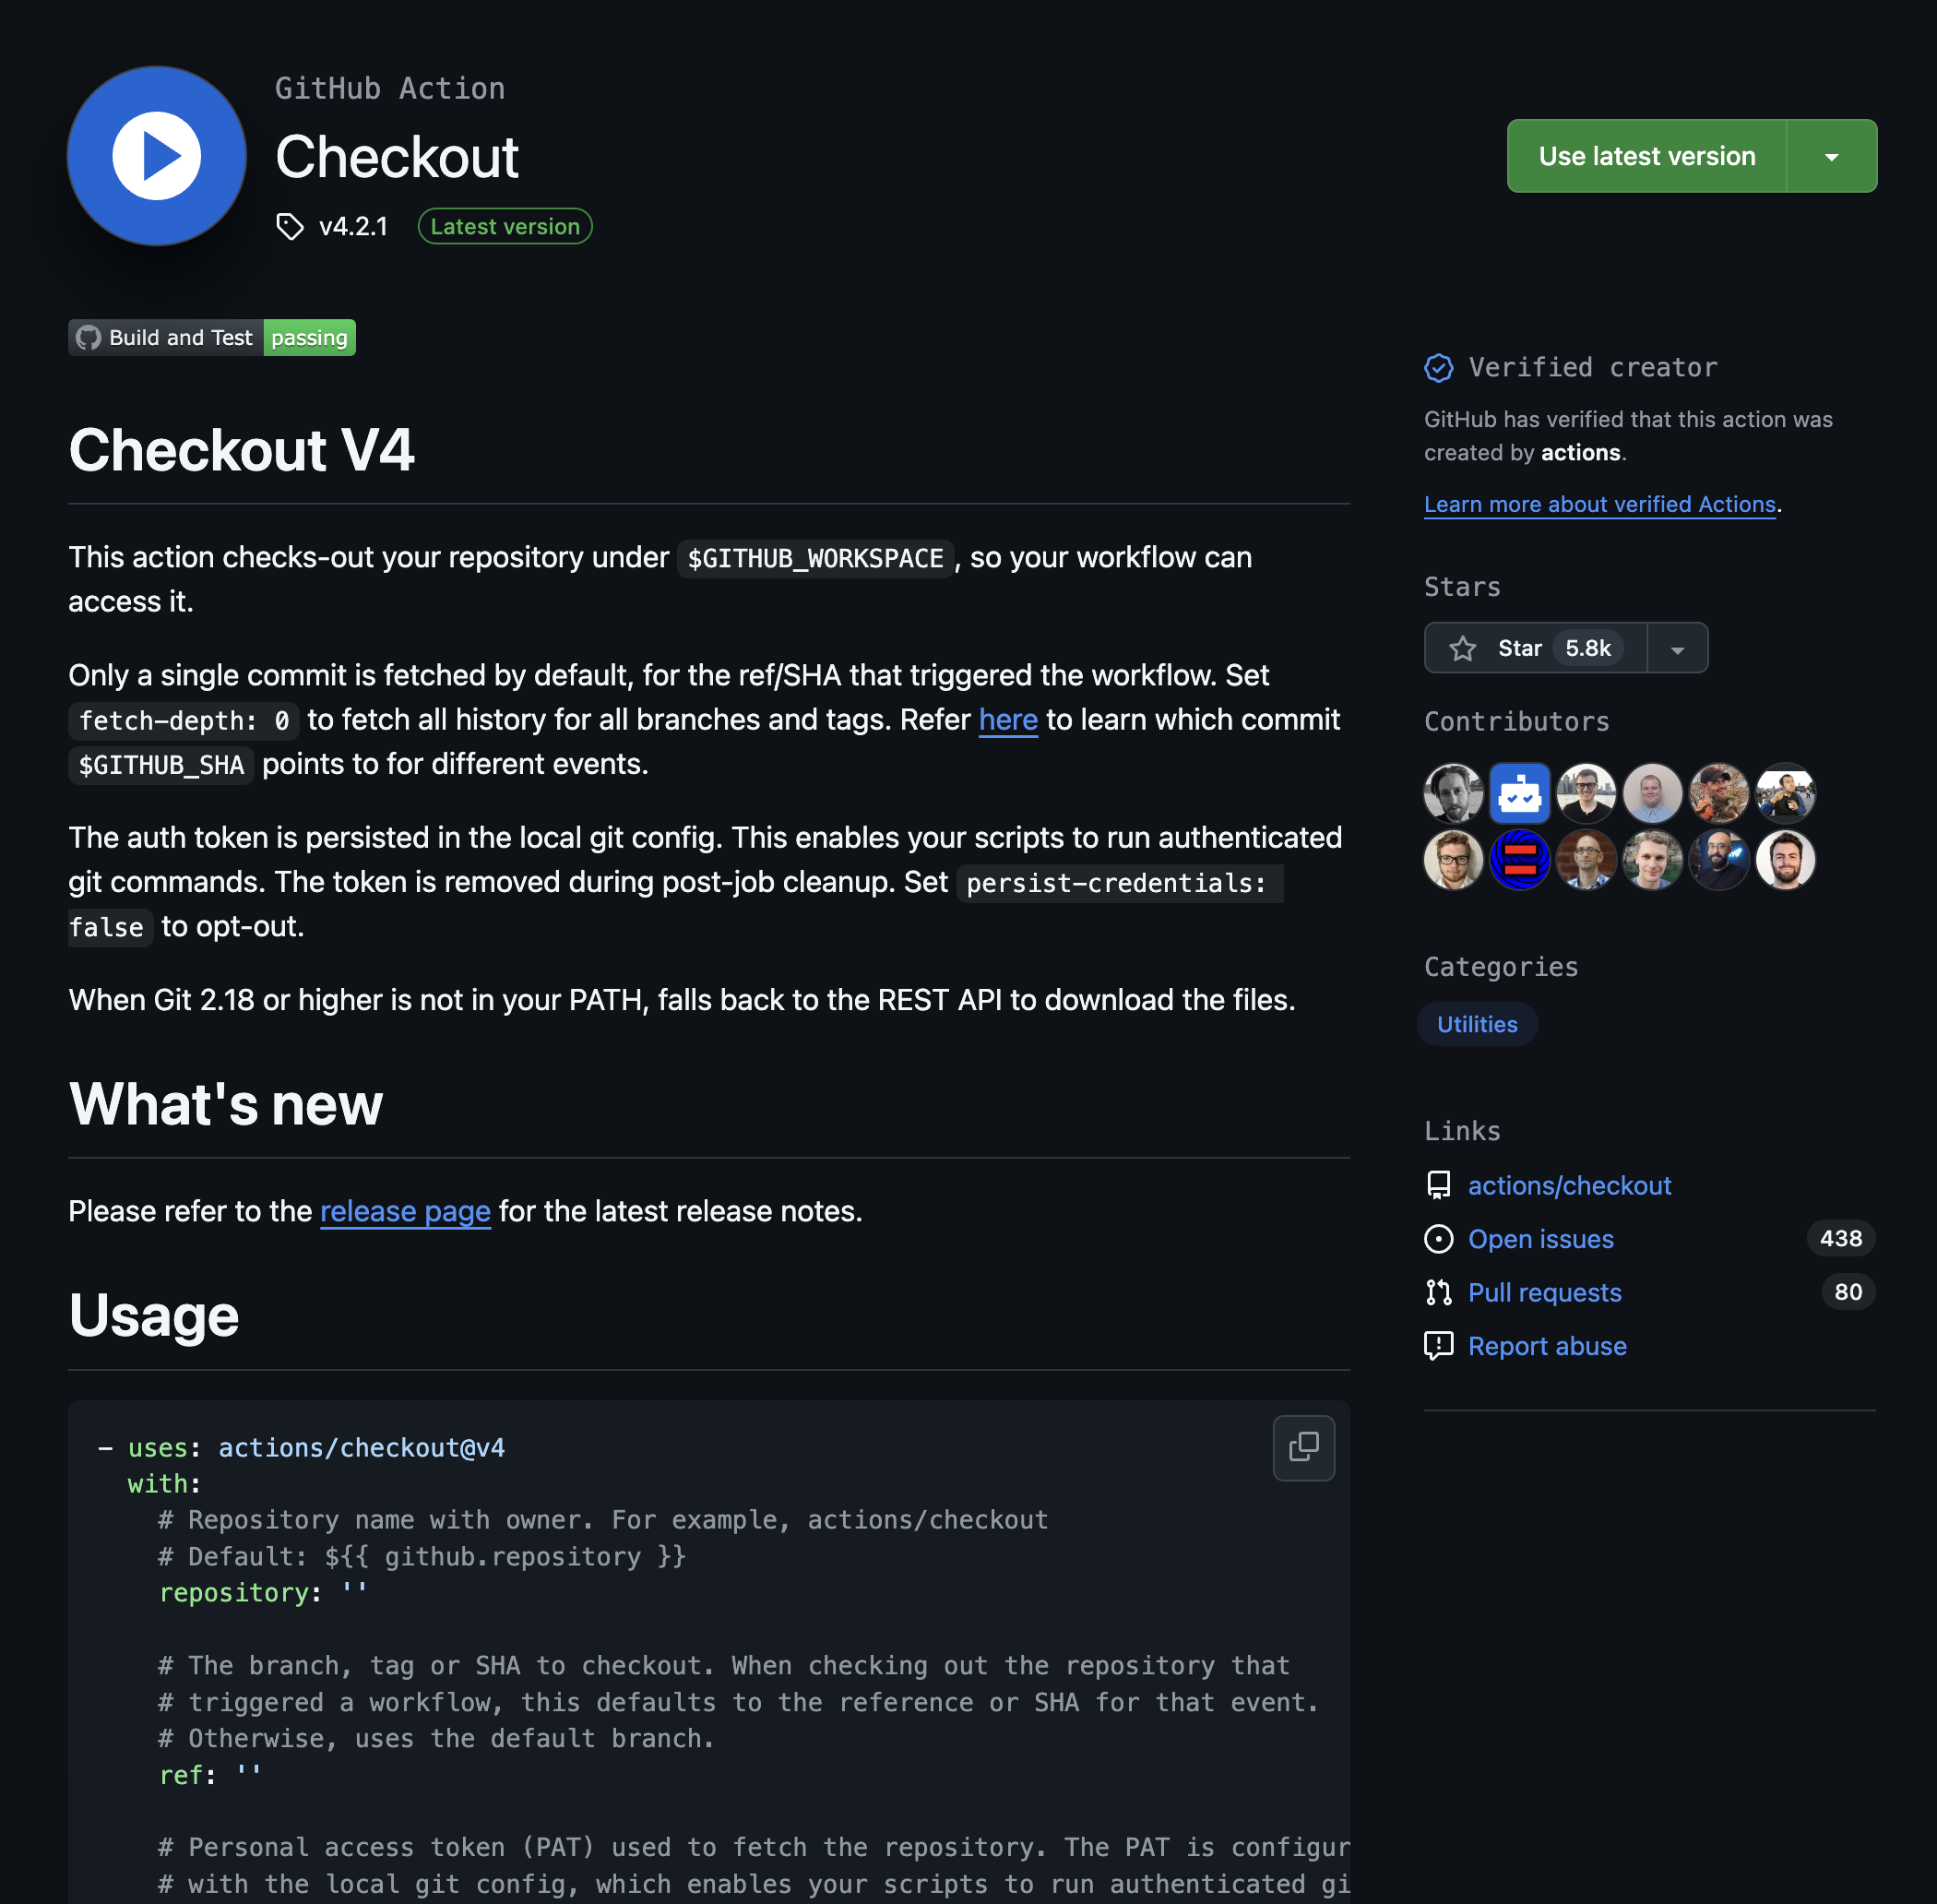 GitHub Action
Checkout
v4.2.1 Latest version
Use latest version
Build and Test passing
Checkout V4
This action checks-out your repository under $GITHUB_WORKSPACE, so your workflow can
access it.
Only a single commit is fetched by default, for the ref/SHA that triggered the workflow. Set
fetch-depth: 0 to fetch all history for all branches and tags. Refer here to learn which commit
$GITHUB_SHA points to for different events.
The auth token is persisted in the local git config. This enables your scripts to run authenticated
git commands. The token is removed during post-job cleanup. Set persist-credentials:
false to opt-out.
When Git 2.18 or higher is not in your PATH, falls back to the REST API to download the files.
What's new
Please refer to the release page for the latest release notes.
Usage
- uses: actions/checkout@v4
with:
# Repository name with owner. For example, actions/checkout
# Default: ${{ github.repository }}
repository: ''
# The branch, tag or SHA to checkout. When checking out the repository that
# triggered a workflow, this defaults to the reference or SHA for that event.
# Otherwise, uses the default branch.
ref: ''
# Personal access token (PAT) used to fetch the repository. The PAT is configur
# with the local git config, which enables your scripts to run authenticated gi
Verified creator
GitHub has verified that this action was
created by actions.
Learn more about verified Actions.
Stars
Star 5.8k
Contributors
Categories
Utilities
Links
actions/checkout
Open issues 438
Pull requests 80
Report abuse